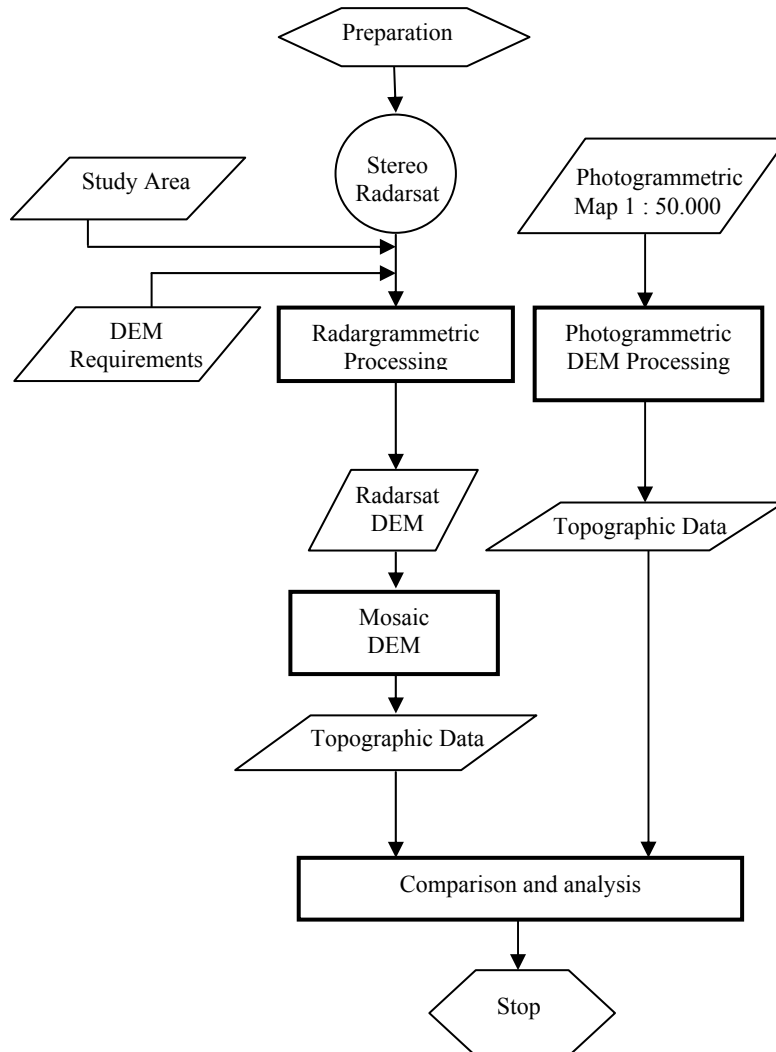 Preparation
Stereo
Radarsat
Study Area
Photogrammetric
Map 1 : 50.000
DEM
Requirements
Radargrammetric
Processing
Photogrammetric
DEM Processing
Radarsat
DEM
Topographic Data
Mosaic
DEM
Topographic Data
Comparison and analysis
Stop